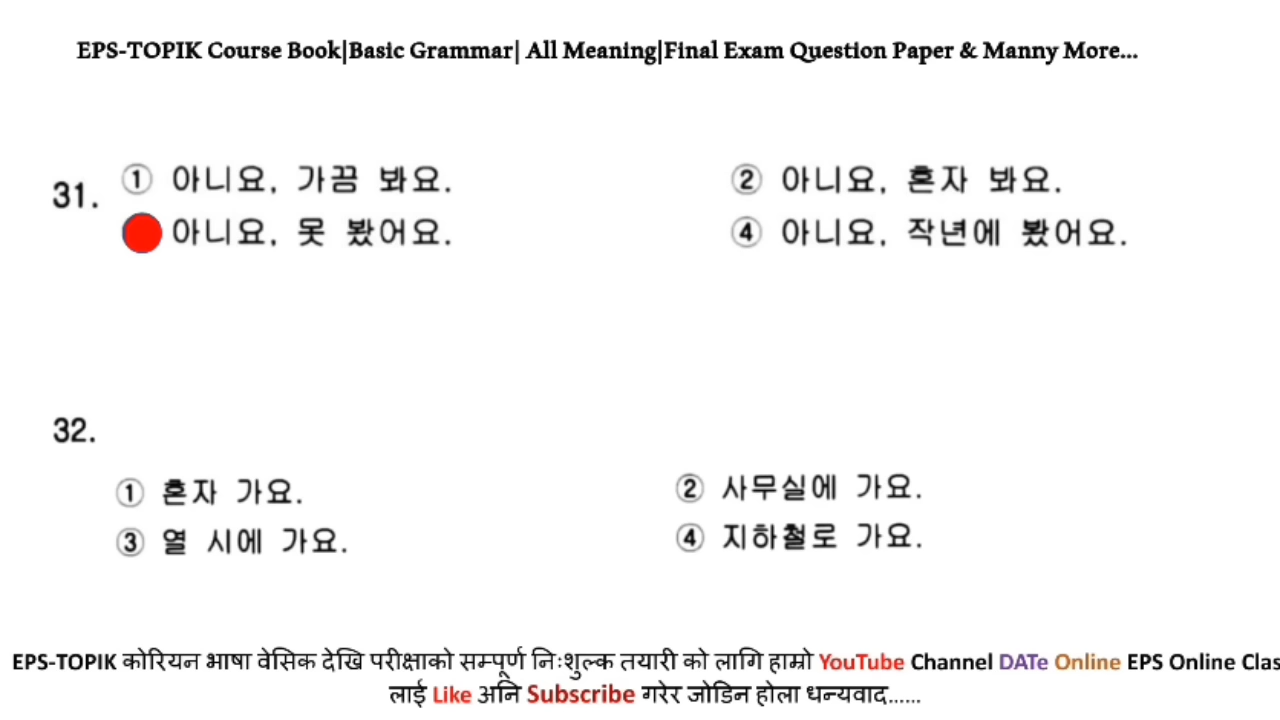 EPS-TOPIK Course Book|Basic Grammar| All Meaning|Final Exam Question Paper & Manny More...
31. ① 아니요, 가끔 봐요. ② 아니요, 혼자 봐요.
아니요, 못 봤어요. ④ 아니요, 작년에 봤어요.
32.
① 혼자 가요. ② 사무실에 가요.
③ 열 시에 가요. ④ 지하철로 가요.
EPS-TOPIK कोरियन भाषा वेसिक देखि परीक्षाको सम्पूर्ण निःशुल्क तयारी को लागि हाम्रो YouTube Channel DATe Online EPS Online Clas
लाई Like अनि Subscribe गरेर जोडिन होला धन्यवाद......